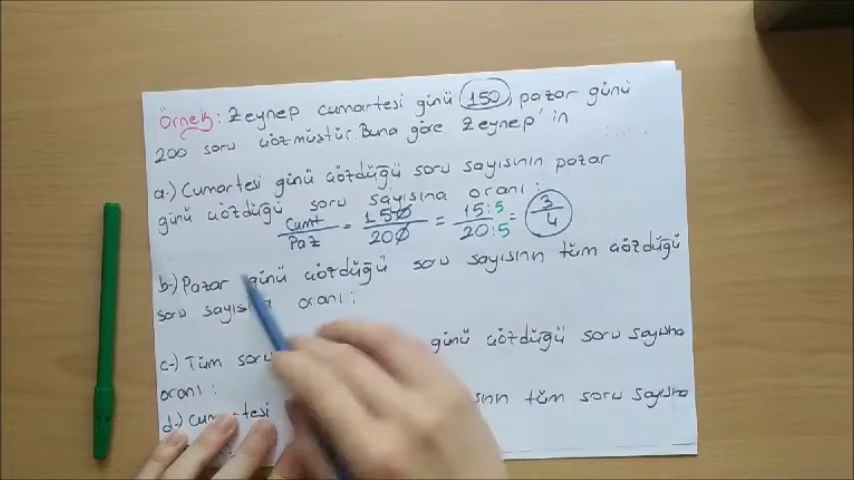 Örnek: Zeynep cumartesi günü 150, pazar günü
200 soru çözmüştür. Buna göre Zeynep'in
a-) Cumartesi günü çözdüğü soru sayısının pazar
günü çözdüğü soru sayısına oranı:
Cumt / Paz = 150 / 200 = 15:5 / 20:5 = 3 / 4
b-) Pazar günü çözdüğü soru sayısının tüm çözdüğü
soru sayısına oranı:
c-) Tüm soru günü çözdüğü soru sayısına
oranı:
d-) Cumartesi tüm soru sayısına